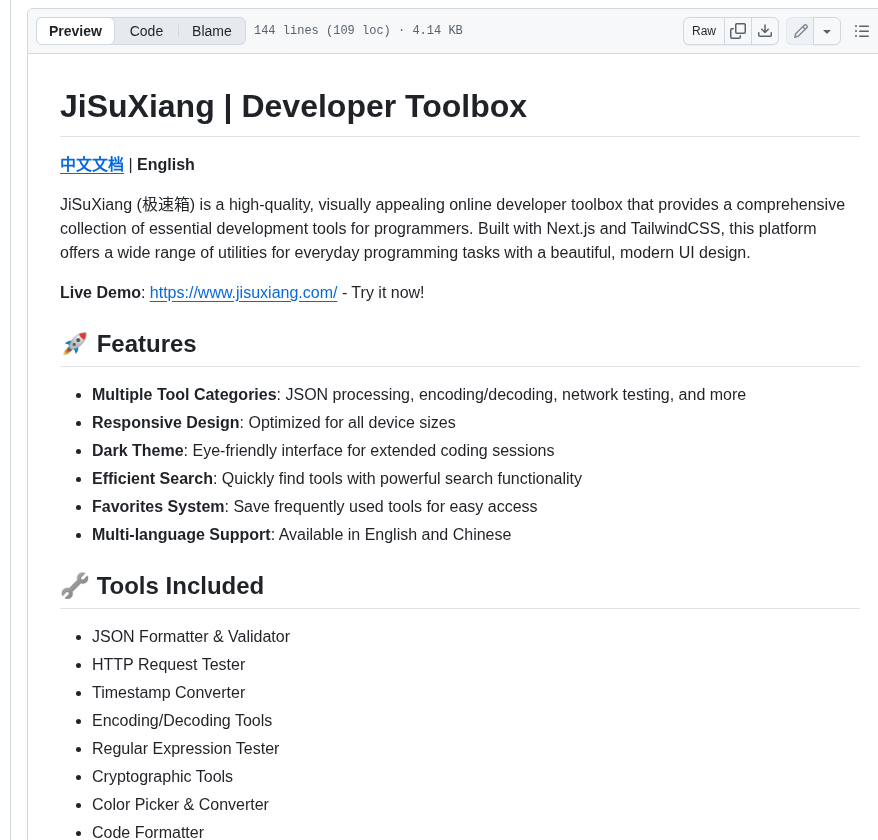 Preview Code Blame 144 lines (109 loc) · 4.14 KB Raw
JiSuXiang | Developer Toolbox
中文文档 | English
JiSuXiang (极速箱) is a high-quality, visually appealing online developer toolbox that provides a comprehensive
collection of essential development tools for programmers. Built with Next.js and TailwindCSS, this platform
offers a wide range of utilities for everyday programming tasks with a beautiful, modern UI design.
Live Demo: https://www.jisuxiang.com/ - Try it now!
🚀 Features
• Multiple Tool Categories: JSON processing, encoding/decoding, network testing, and more
• Responsive Design: Optimized for all device sizes
• Dark Theme: Eye-friendly interface for extended coding sessions
• Efficient Search: Quickly find tools with powerful search functionality
• Favorites System: Save frequently used tools for easy access
• Multi-language Support: Available in English and Chinese
🔧 Tools Included
• JSON Formatter & Validator
• HTTP Request Tester
• Timestamp Converter
• Encoding/Decoding Tools
• Regular Expression Tester
• Cryptographic Tools
• Color Picker & Converter
• Code Formatter